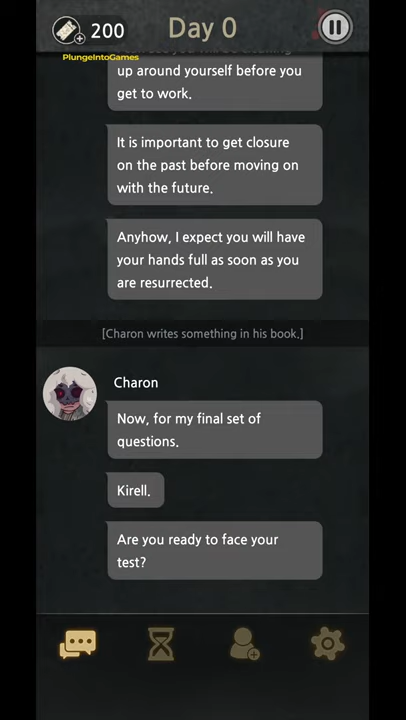 200
Day 0
PlungeIntoGames
up around yourself before you
get to work.
It is important to get closure
on the past before moving on
with the future.
Anyhow, I expect you will have
your hands full as soon as you
are resurrected.
[Charon writes something in his book.]
Charon
Now, for my final set of
questions.
Kirell.
Are you ready to face your
test?